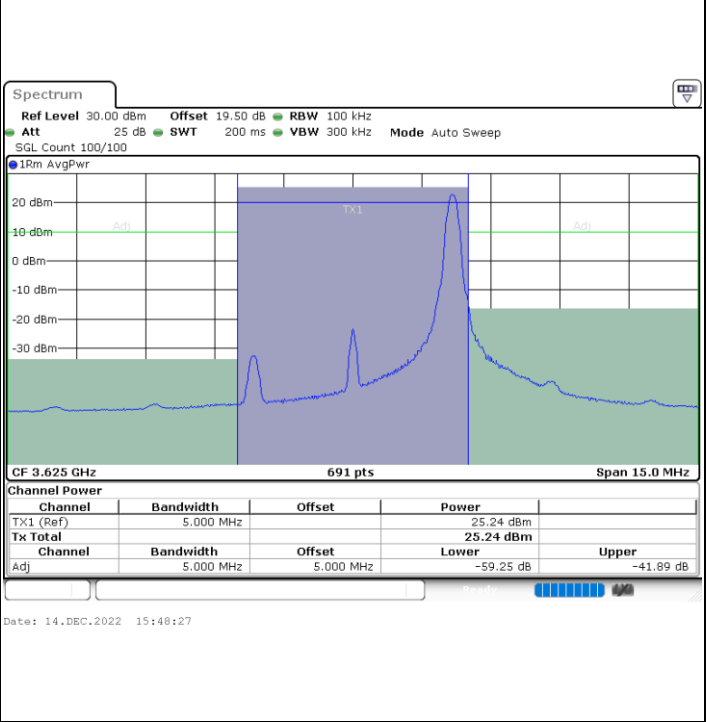 Spectrum
Ref Level 30.00 dBm Offset 19.50 dB RBW 100 kHz
Att 25 dB SWT 200 ms VBW 300 kHz Mode Auto Sweep
SGL Count 100/100
1Rm AvgPwr
20 dBm
TX1
Adj
Adj
10 dBm
0 dBm
-10 dBm
-20 dBm
-30 dBm
CF 3.625 GHz 691 pts Span 15.0 MHz
Channel Power
Channel Bandwidth Offset Power
TX1 (Ref) 5.000 MHz 25.24 dBm
Tx Total 25.24 dBm
Channel Bandwidth Offset Lower Upper
Adj 5.000 MHz 5.000 MHz -59.25 dB -41.89 dB
Ready
Date: 14.DEC.2022 15:48:27